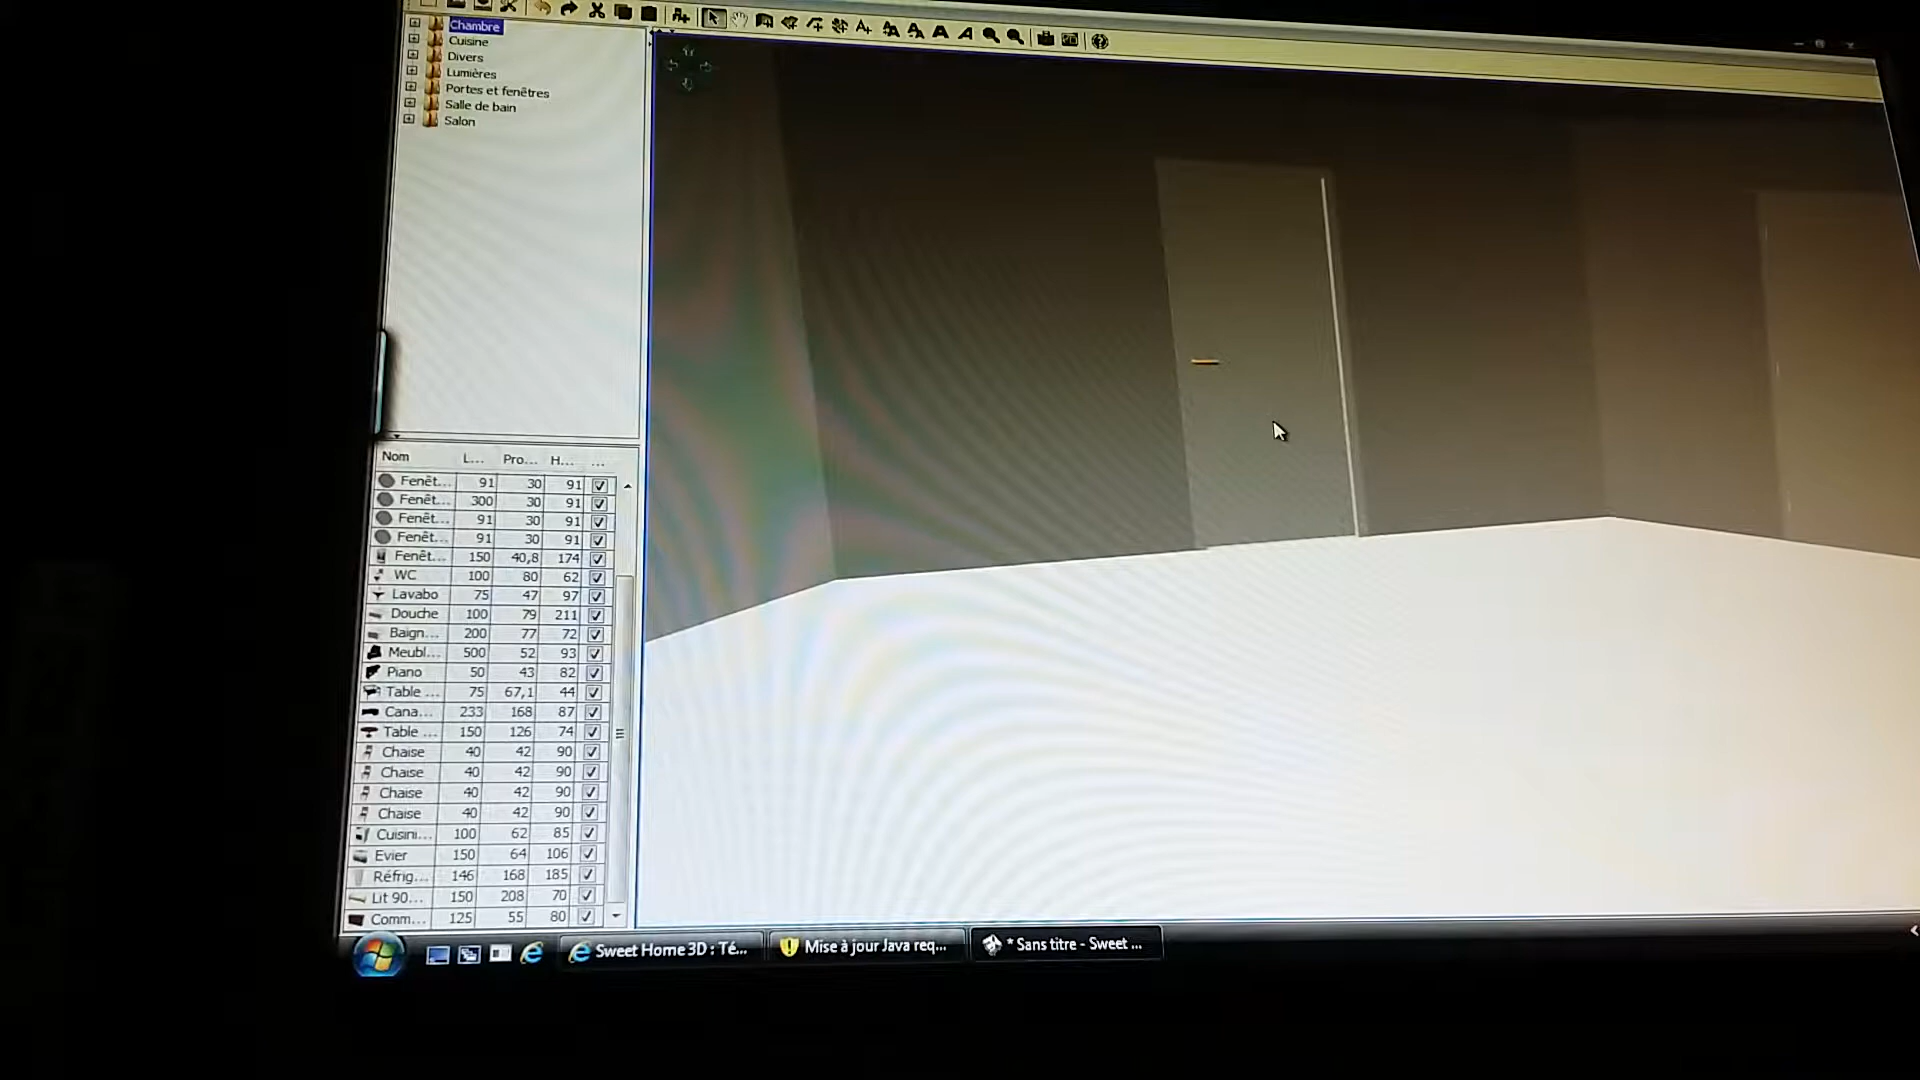 Chambre
Cuisine
Divers
Lumières
Portes et fenêtres
Salle de bain
Salon
Nom L... Pro... H... ...
Fenêt... 91 30 91
Fenêt... 300 30 91
Fenêt... 91 30 91
Fenêt... 91 30 91
Fenêt... 150 40,8 174
WC 100 80 62
Lavabo 75 47 97
Douche 100 79 211
Baign... 200 77 72
Meubl... 500 52 93
Piano 50 43 82
Table ... 75 67,1 44
Cana... 233 168 87
Table ... 150 126 74
Chaise 40 42 90
Chaise 40 42 90
Chaise 40 42 90
Chaise 40 42 90
Cuisini... 100 62 85
Evier 150 64 106
Réfrig... 146 168 185
Lit 90... 150 208 70
Comm... 125 55 80
Sweet Home 3D : Té... Mise à jour Java req... * Sans titre - Sweet ...